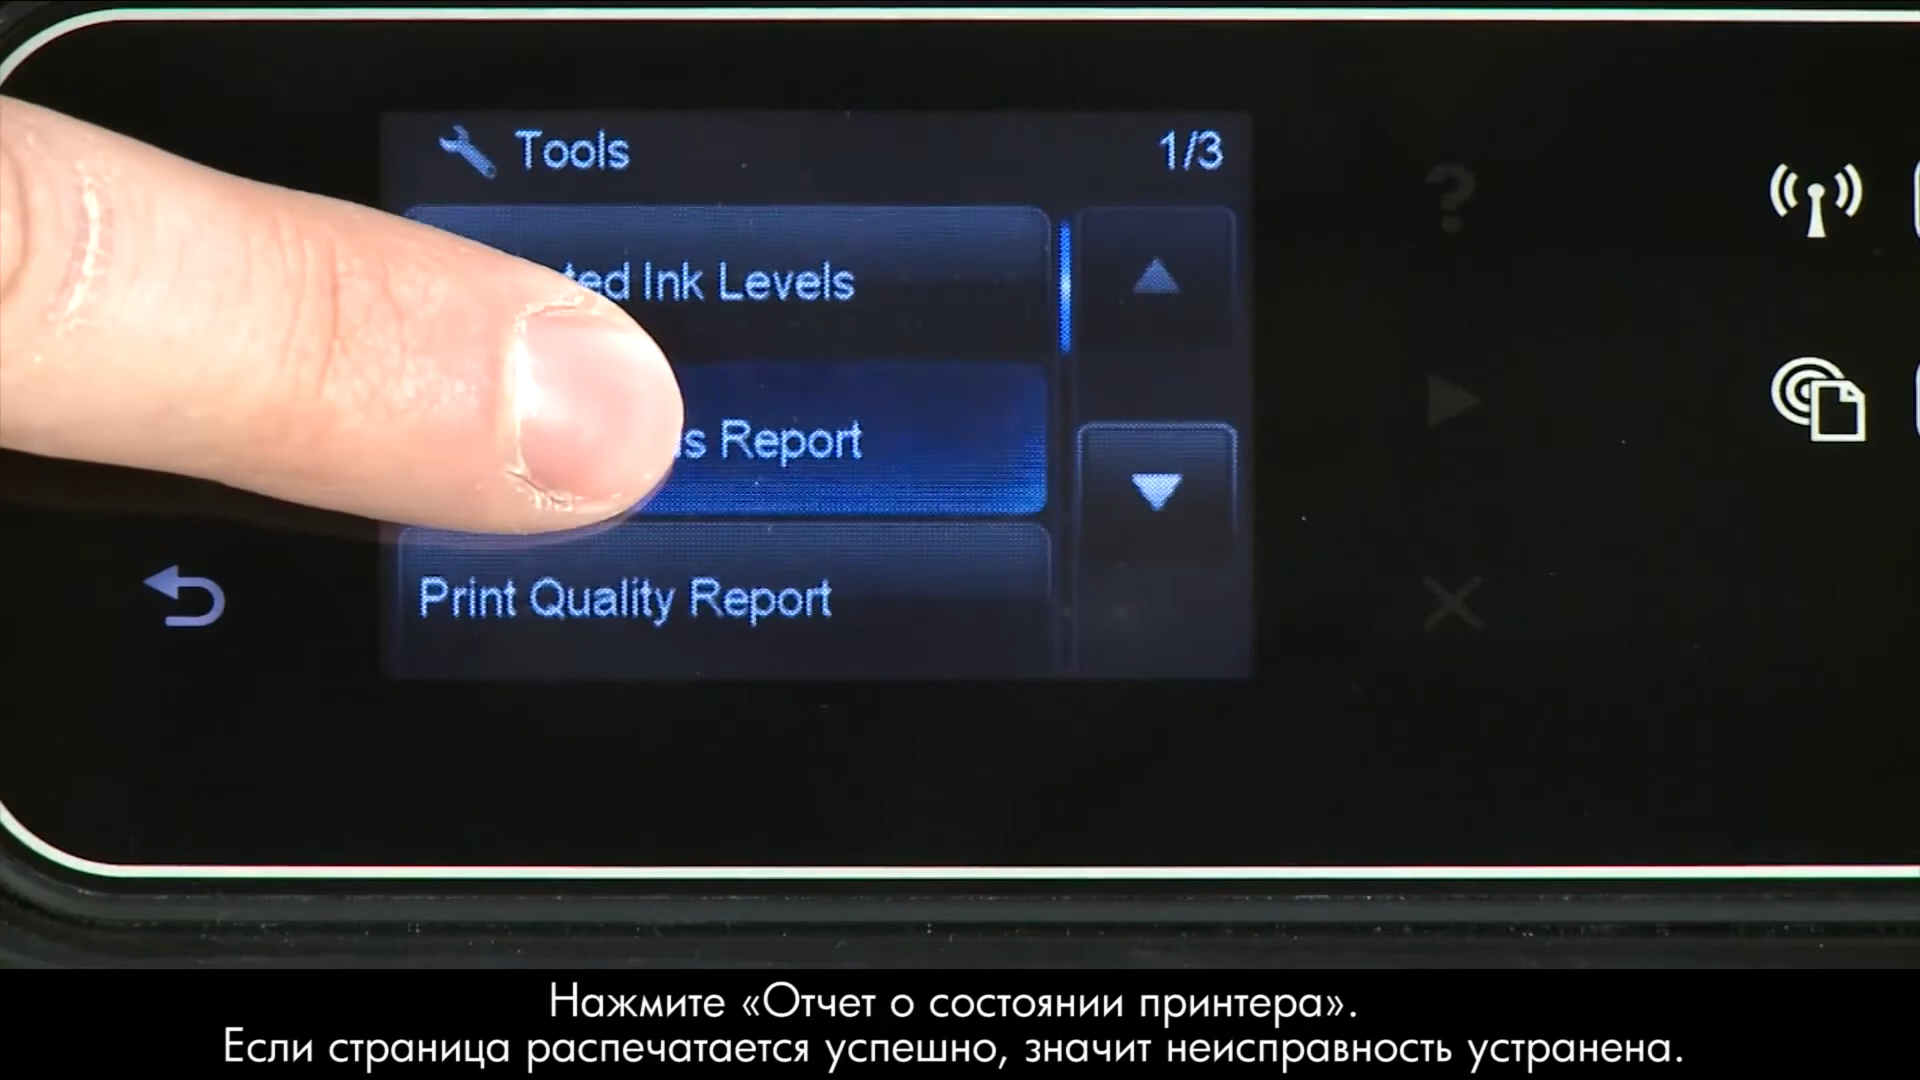 Tools 1/3
Ink Levels
Report
Print Quality Report
Нажмите «Отчет о состоянии принтера».
Если страница распечатается успешно, значит неисправность устранена.